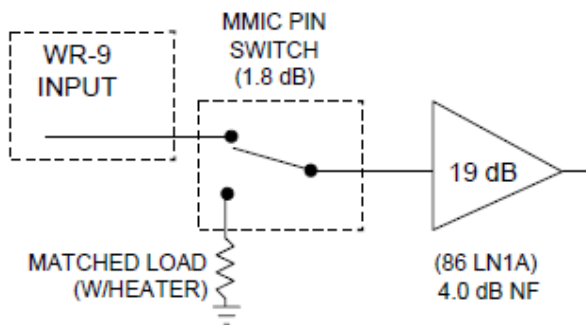 MMIC PIN
SWITCH
(1.8 dB)
WR-9
INPUT
19 dB
MATCHED LOAD
(W/HEATER)
(86 LN1A)
4.0 dB NF